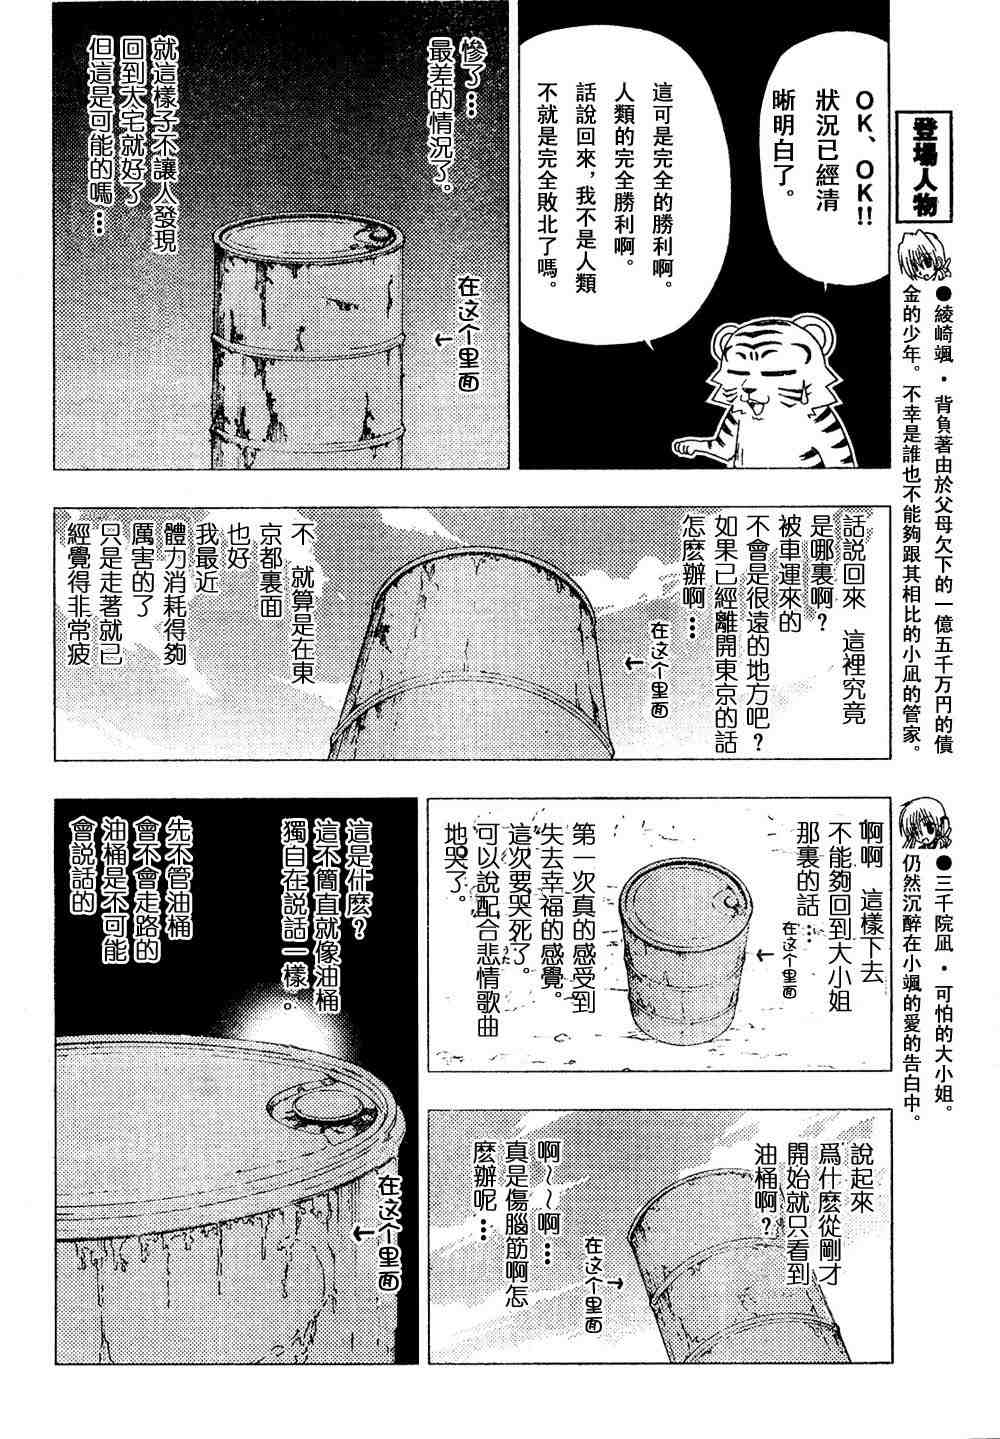 登場人物
●綾崎颯・背負著由於父母欠下的一億五千万円的債
金的少年。不幸是誰也不能夠跟其相比的小凪的管家。
●三千院凪・可怕的大小姐。
仍然沉醉在小颯的愛的告白中。
OK、OK!!
狀況已經清
晰明白了。
這可是完全的勝利啊。
人類的完全勝利啊。
話說回來，我不是人類
不就是完全敗北了嗎。
慘了…
最差的情況了。
在这个里面
←
就這樣子不讓人發現
回到大宅就好了
但這是可能的嗎…
話說回來 這裡究竟
是哪裏啊？
被車運來的
不會是很遠的地方吧？
如果已經離開東京的話
怎麽辦啊…
在这个里面
←
不 就算是在東
京都裏面
也好
我最近
體力消耗得夠
厲害的了
只是走著就已
經覺得非常疲
啊啊 這樣下去
不能夠回到大小姐
那裏的話…
在这个里面
←
第一次真的感受到
失去幸福的感覺。
這次要哭死了。
可以說配合悲情歌曲
うた
地哭了。
這是什麽？
這不簡直就像油桶
獨自在說話一樣。
先不管油桶
會不會走路的
油桶是不可能
會說話的
在这个里面
←
說起來
爲什麽從剛才
開始就只看到
油桶啊？
在这个里面
→
啊～～啊…
真是傷腦筋啊怎
麽辦呢…